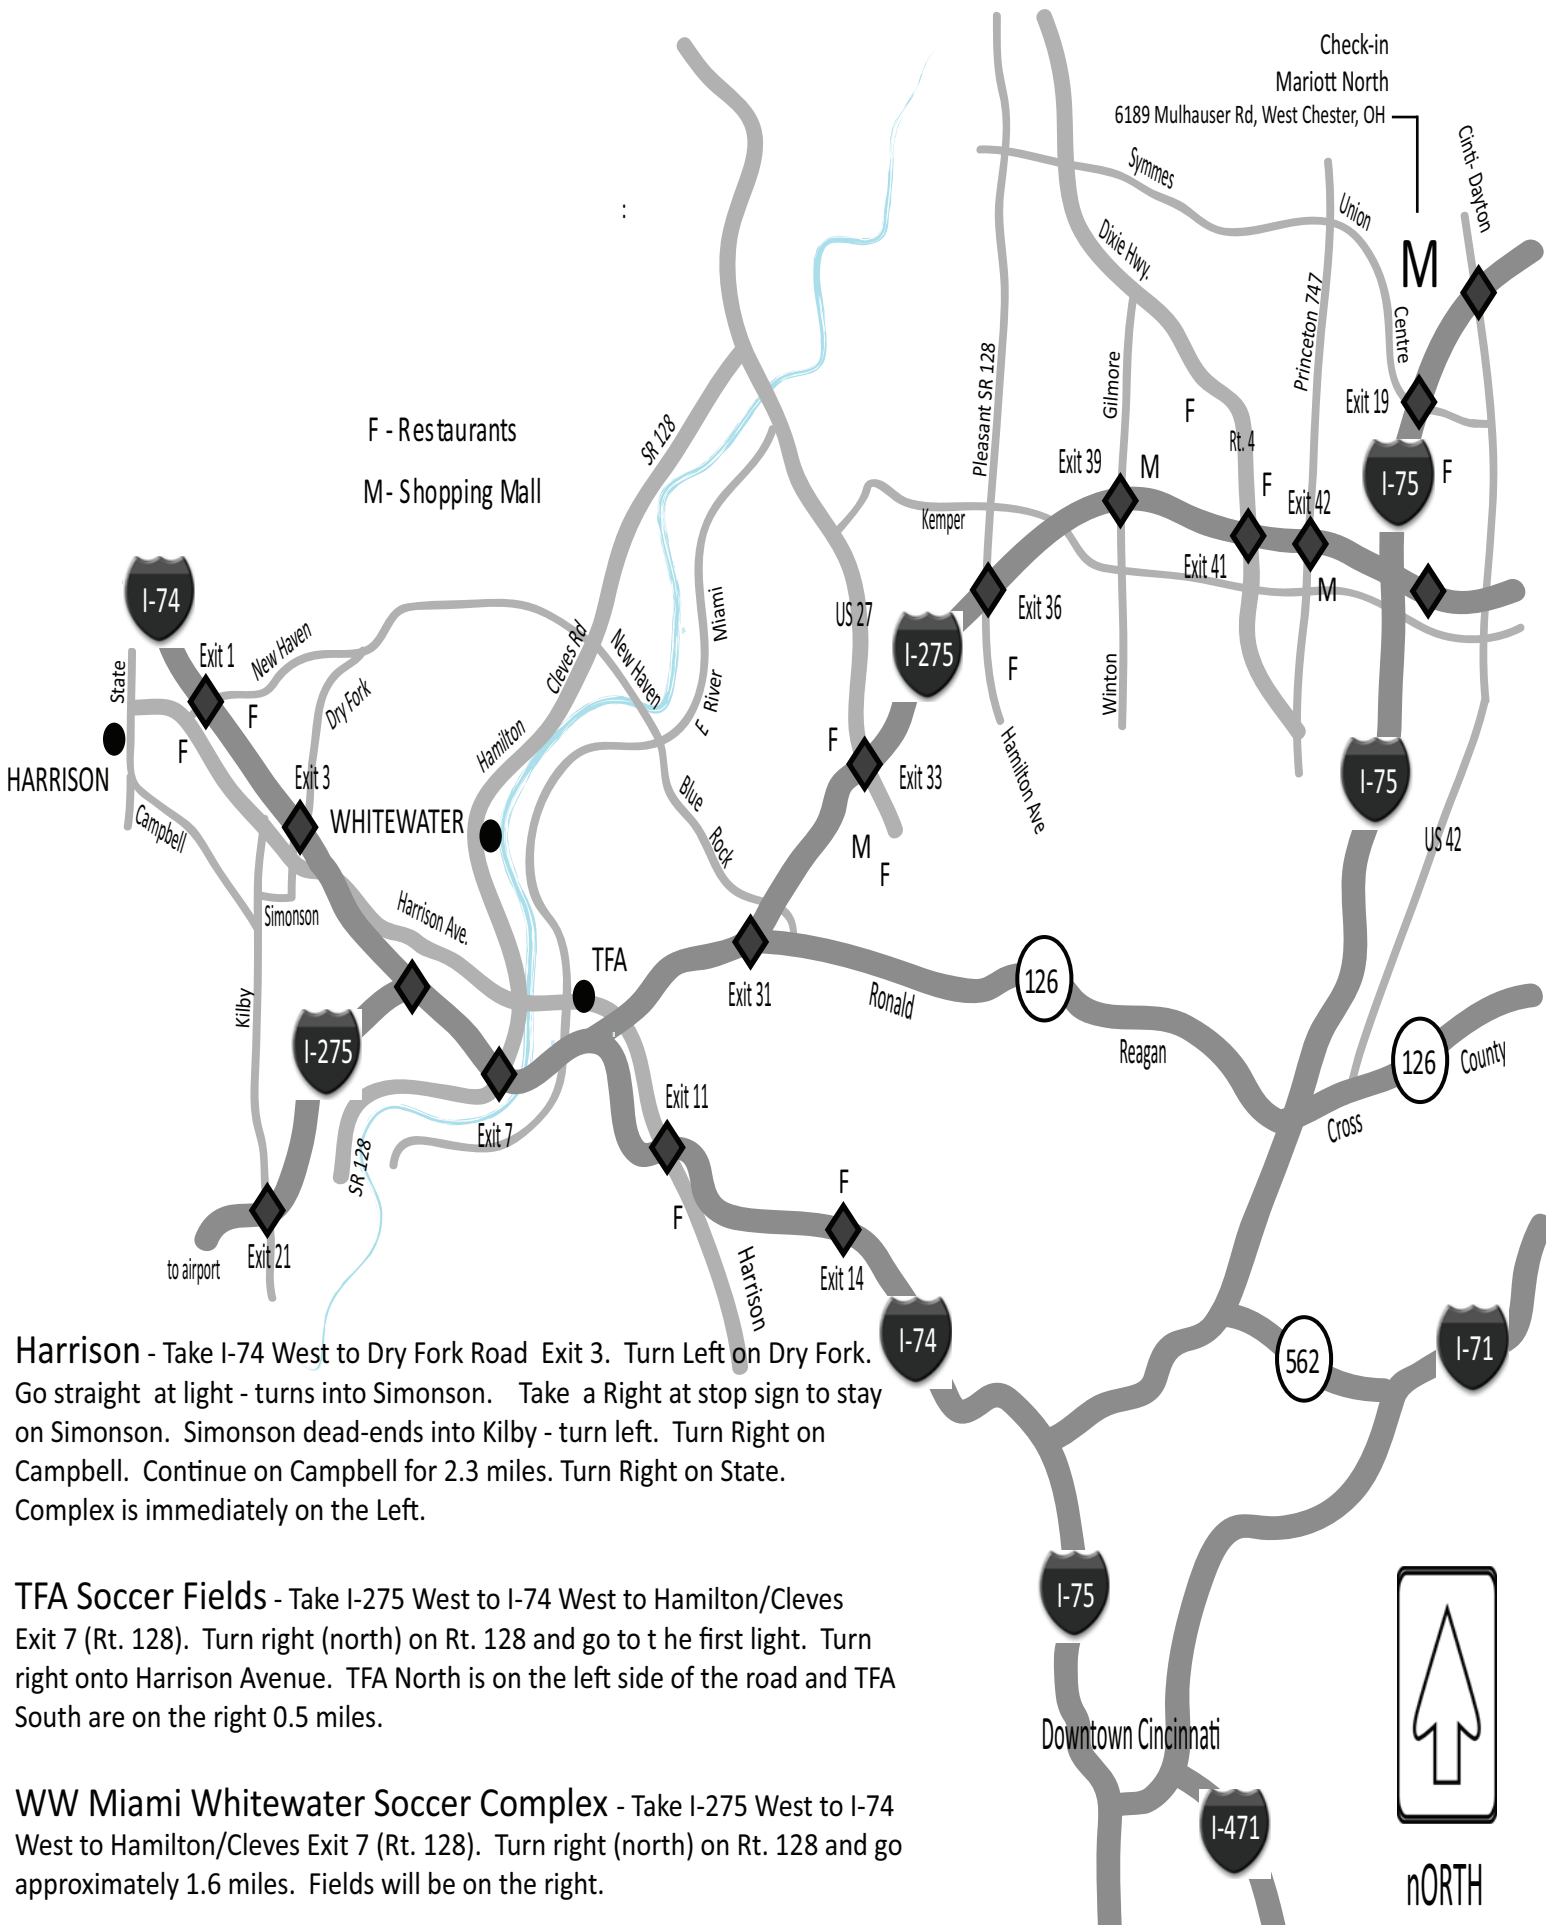 Check-in
Mariott North
6189 Mulhauser Rd, West Chester, OH
Cinti- Dayton
Symmes
Union
:
Dixie Hwy.
M
Princeton 747
Centre
Pleasant SR 128
Gilmore
Exit 19
F
F - Restaurants
SR 128
Rt. 4
M- Shopping Mall
Exit 39
M
F
I-75
F
Exit 42
Kemper
Exit 41
M
I-74
Miami
US 27
Exit 36
I-275
New Haven
Exit 1
New Haven
Cleves Rd
State
F
Dry Fork
E River
F
Winton
F
Hamilton
F
HARRISON
Exit 3
Exit 33
Hamilton Ave
I-75
Campbell
WHITEWATER
Blue
Rock
M
F
US 42
Simonson
Harrison Ave.
TFA
Exit 31
Ronald
126
Kilby
I-275
Reagan
126
County
Exit 11
Cross
Exit 7
SR 128
F
F
to airport
Exit 21
Harrison
Exit 14
I-74
562
I-71
Harrison - Take I-74 West to Dry Fork Road Exit 3. Turn Left on Dry Fork.
Go straight at light - turns into Simonson. Take a Right at stop sign to stay
on Simonson. Simonson dead-ends into Kilby - turn left. Turn Right on
Campbell. Continue on Campbell for 2.3 miles. Turn Right on State.
Complex is immediately on the Left.
TFA Soccer Fields - Take I-275 West to I-74 West to Hamilton/Cleves
Exit 7 (Rt. 128). Turn right (north) on Rt. 128 and go to t he first light. Turn
right onto Harrison Avenue. TFA North is on the left side of the road and TFA
South are on the right 0.5 miles.
I-75
Downtown Cincinnati
WW Miami Whitewater Soccer Complex - Take I-275 West to I-74
West to Hamilton/Cleves Exit 7 (Rt. 128). Turn right (north) on Rt. 128 and go
approximately 1.6 miles. Fields will be on the right.
I-471
nORTH